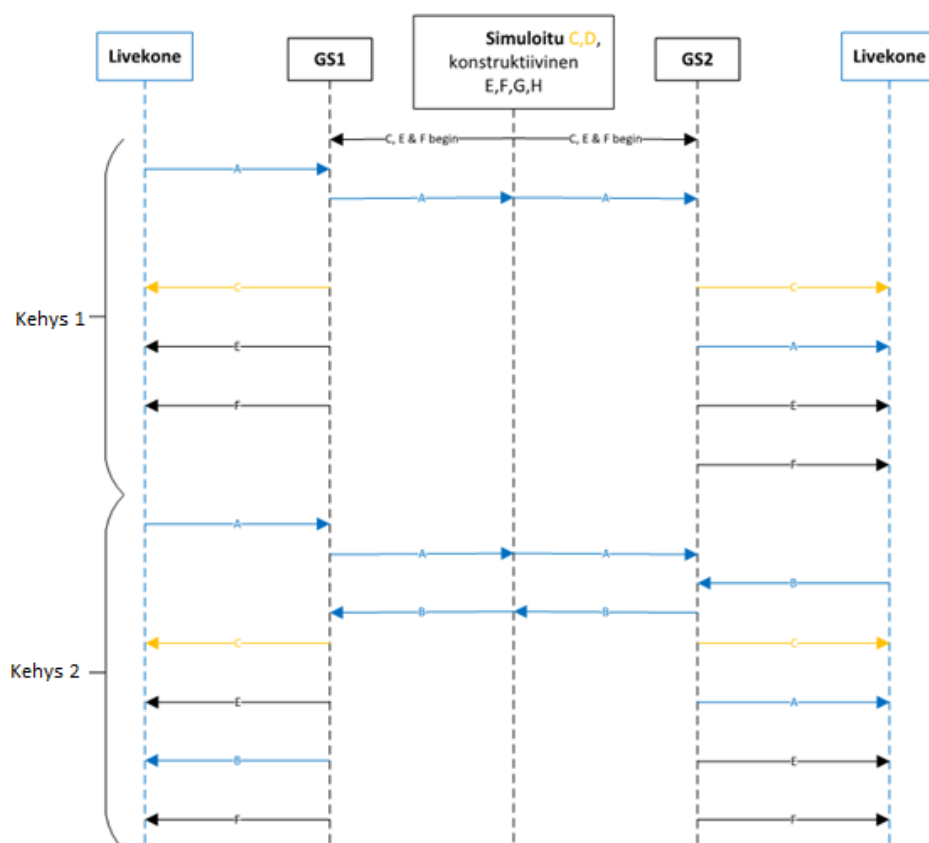 Livekone
GS1
Simuloitu C,D,
konstruktiivinen
E,F,G,H
GS2
Livekone
C, E & F begin
C, E & F begin
A
A
A
C
C
Kehys 1
E
A
F
E
F
A
A
A
B
B
B
C
C
Kehys 2
E
A
B
E
F
F